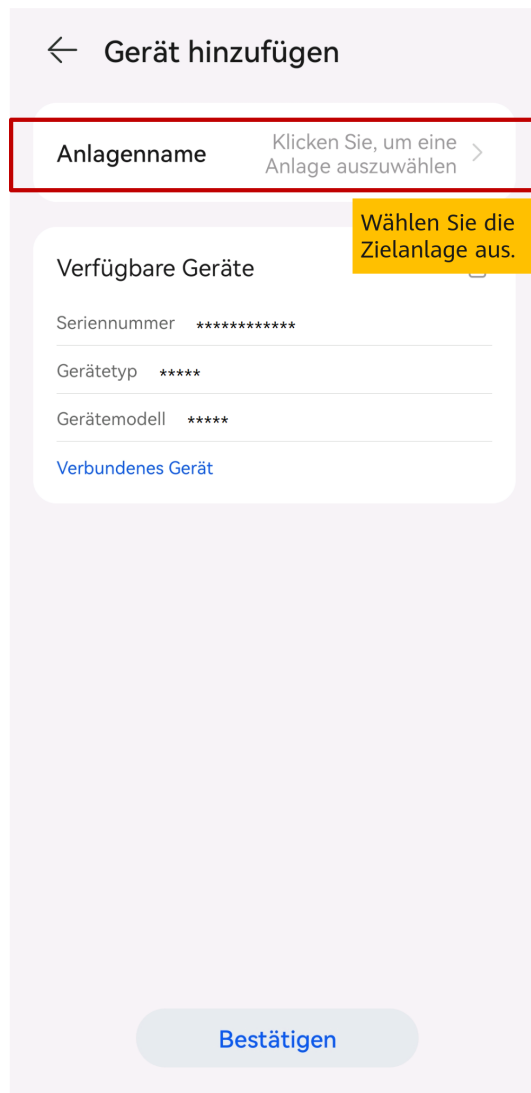 Gerät hinzufügen
Anlagenname
Klicken Sie, um eine
Anlage auszuwählen
Wählen Sie die
Zielanlage aus.
Verfügbare Geräte
Seriennummer ************
Gerätetyp *****
Gerätemodell *****
Verbundenes Gerät
Bestätigen